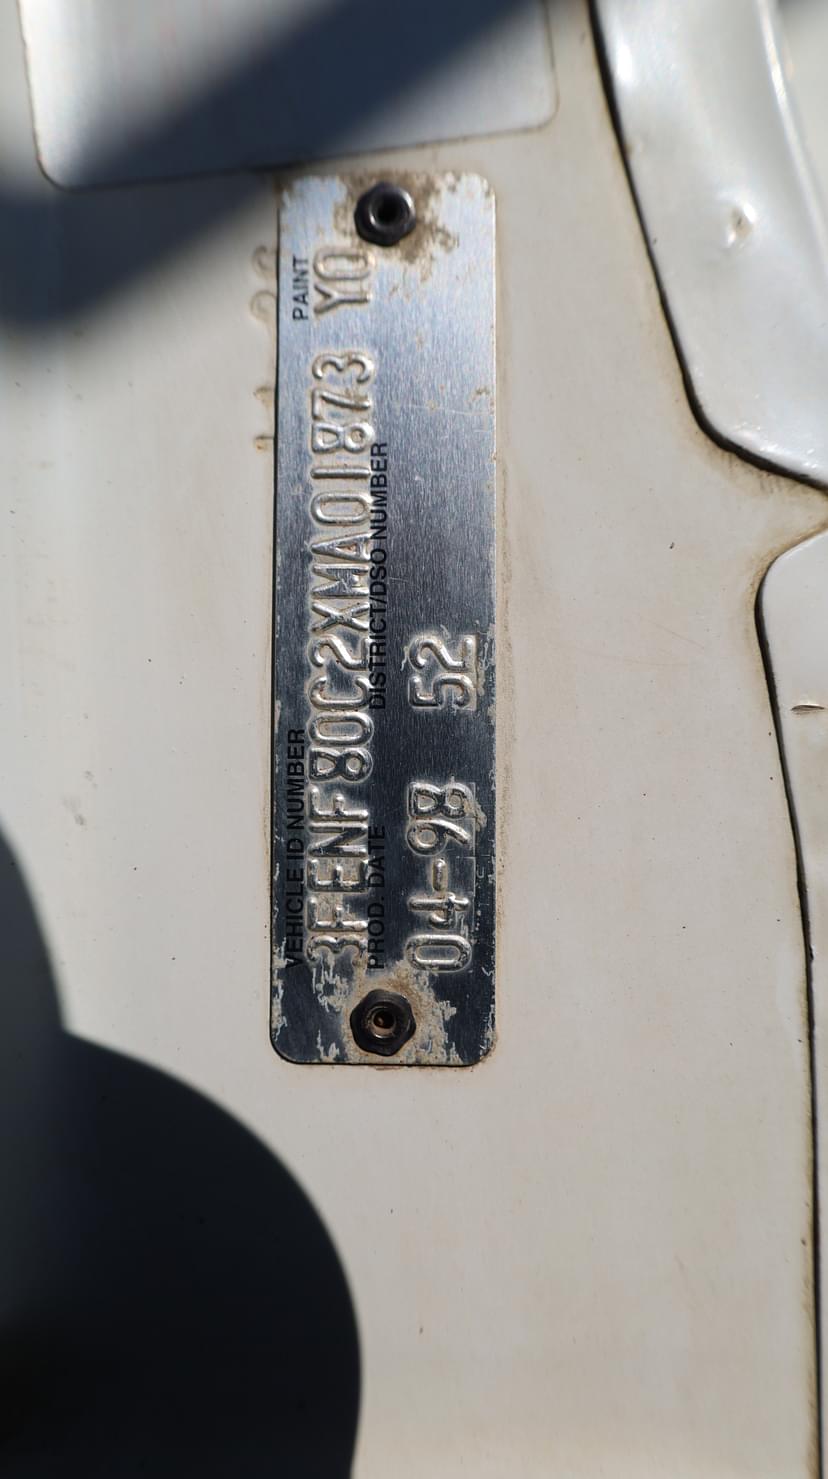 VEHICLE ID NUMBER PAINT
3FENF80C2XMA01873 YO
PROD. DATE DISTRICT/DSO NUMBER
04-98 52